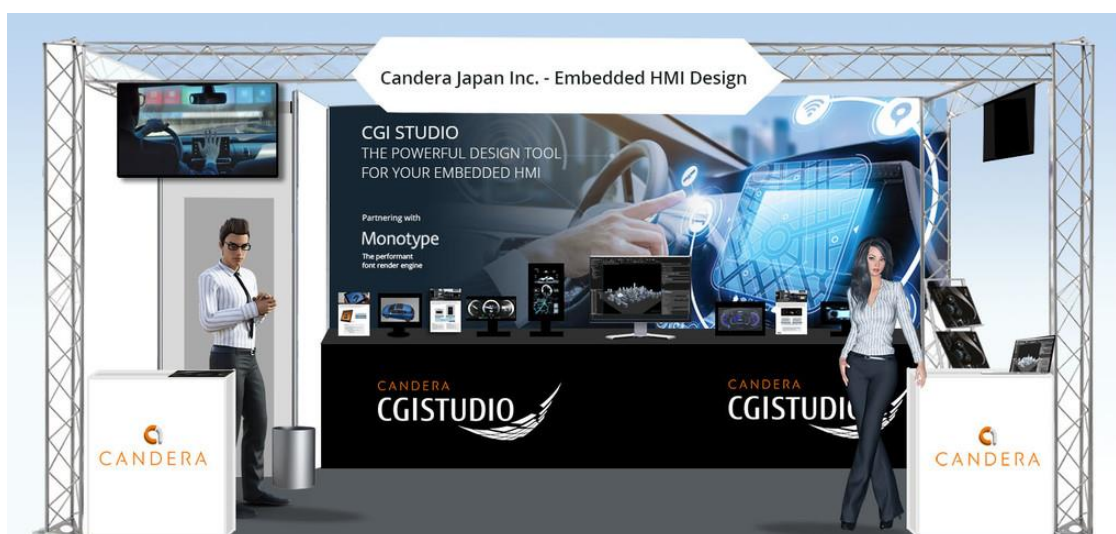 Candera Japan Inc. - Embedded HMI Design
CGI STUDIO
THE POWERFUL DESIGN TOOL
FOR YOUR EMBEDDED HMI
Partnering with
Monotype
The performant
font render engine
CANDERA
CGISTUDIO
CANDERA
CGISTUDI
CANDERA
CANDERA